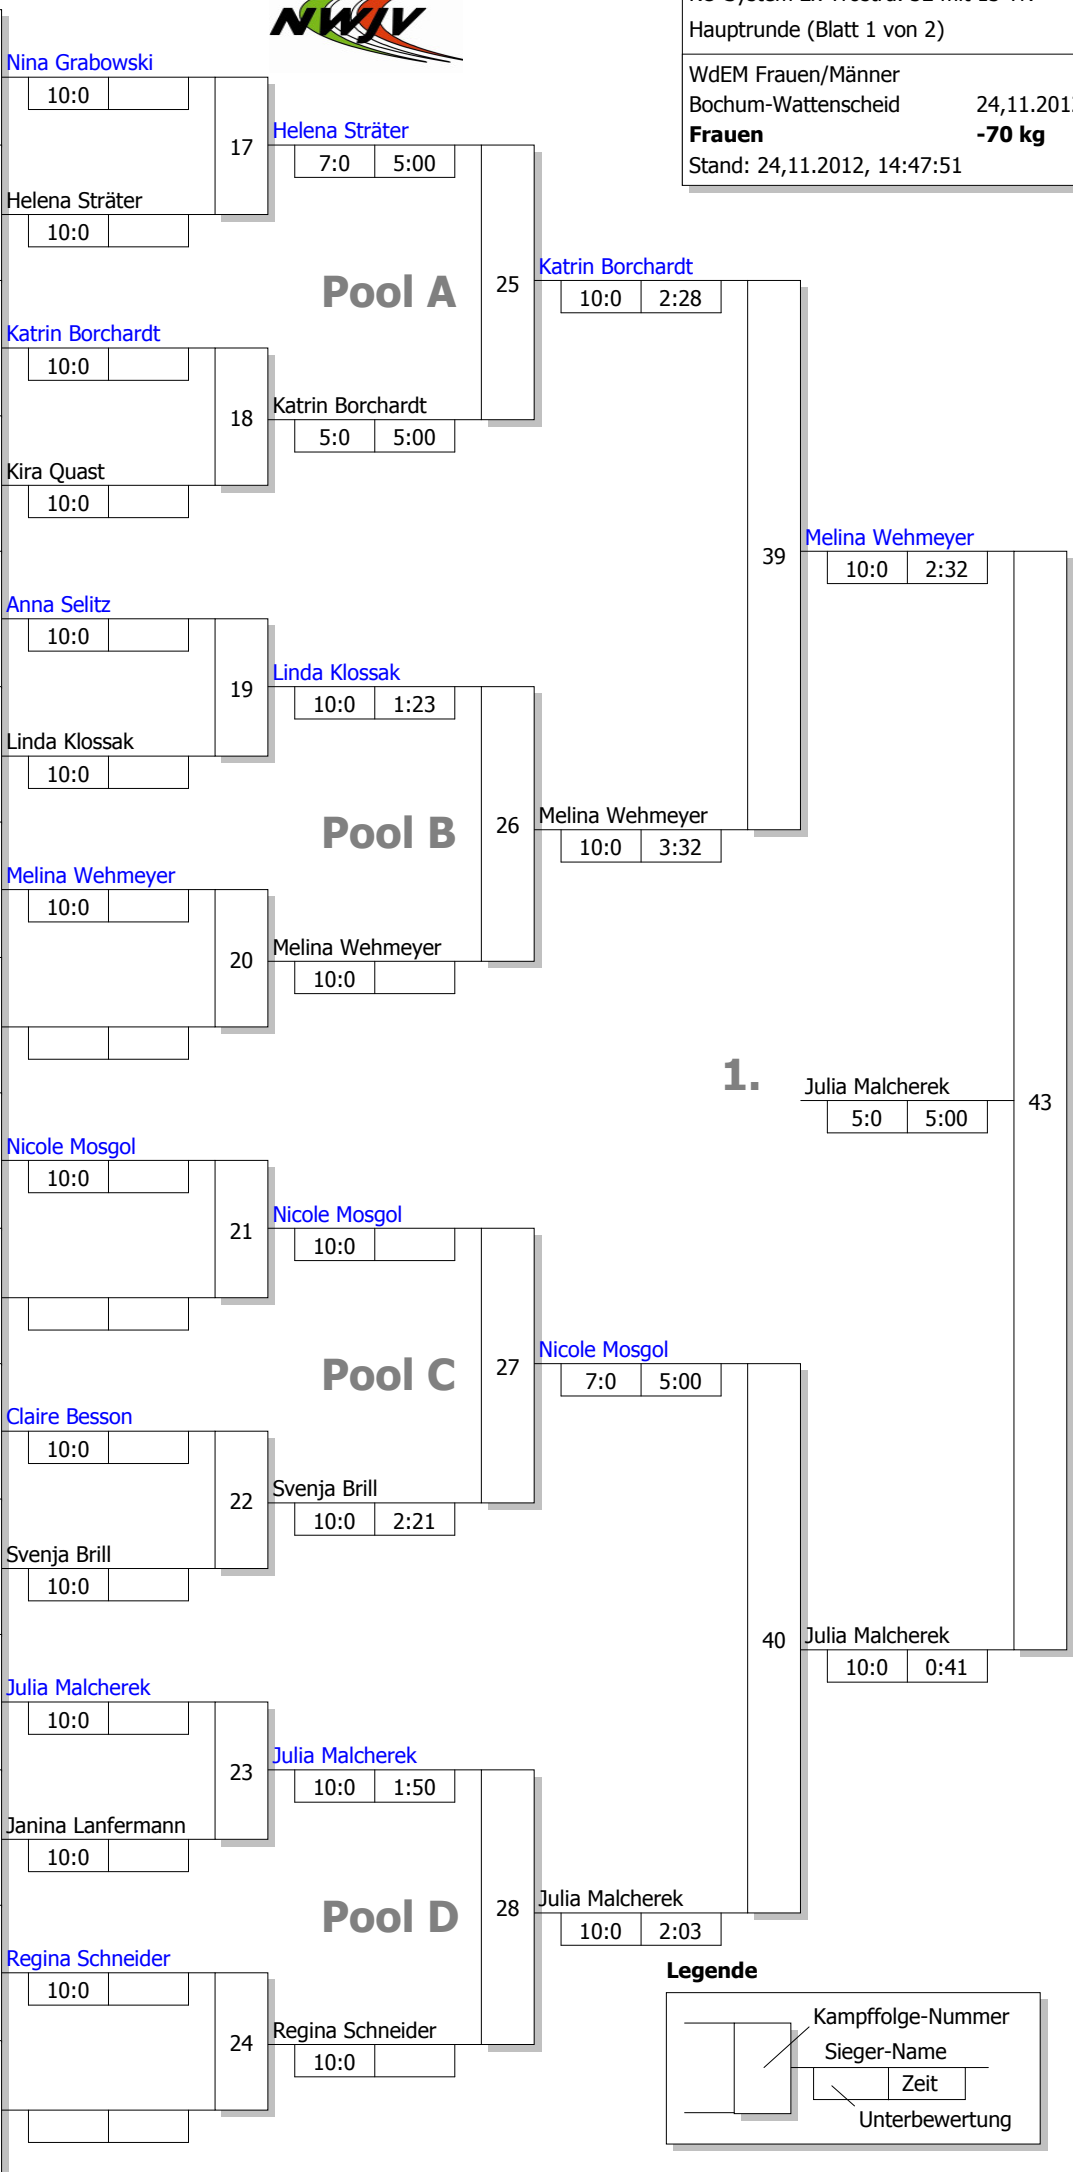 NWJV
Hauptrunde (Blatt 1 von 2)
WdEM Frauen/Männer
Bochum-Wattenscheid 24,11.201
Frauen -70 kg
Stand: 24,11.2012, 14:47:51
Nina Grabowski
10:0
17
Helena Sträter
7:0 5:00
Helena Sträter
10:0
Pool A
25
Katrin Borchardt
10:0 2:28
Katrin Borchardt
10:0
18
Katrin Borchardt
5:0 5:00
Kira Quast
10:0
39
Melina Wehmeyer
10:0 2:32
Anna Selitz
10:0
19
Linda Klossak
10:0 1:23
Linda Klossak
10:0
Pool B
26
Melina Wehmeyer
10:0 3:32
Melina Wehmeyer
10:0
20
Melina Wehmeyer
10:0
1.
Julia Malcherek
5:0 5:00
43
Nicole Mosgol
10:0
21
Nicole Mosgol
10:0
Pool C
27
Nicole Mosgol
7:0 5:00
Claire Besson
10:0
22
Svenja Brill
10:0 2:21
Svenja Brill
10:0
40
Julia Malcherek
10:0 0:41
Julia Malcherek
10:0
23
Julia Malcherek
10:0 1:50
Janina Lanfermann
10:0
Pool D
28
Julia Malcherek
10:0 2:03
Regina Schneider
10:0
24
Regina Schneider
10:0
Legende
Kampffolge-Nummer
Sieger-Name
Zeit
Unterbewertung